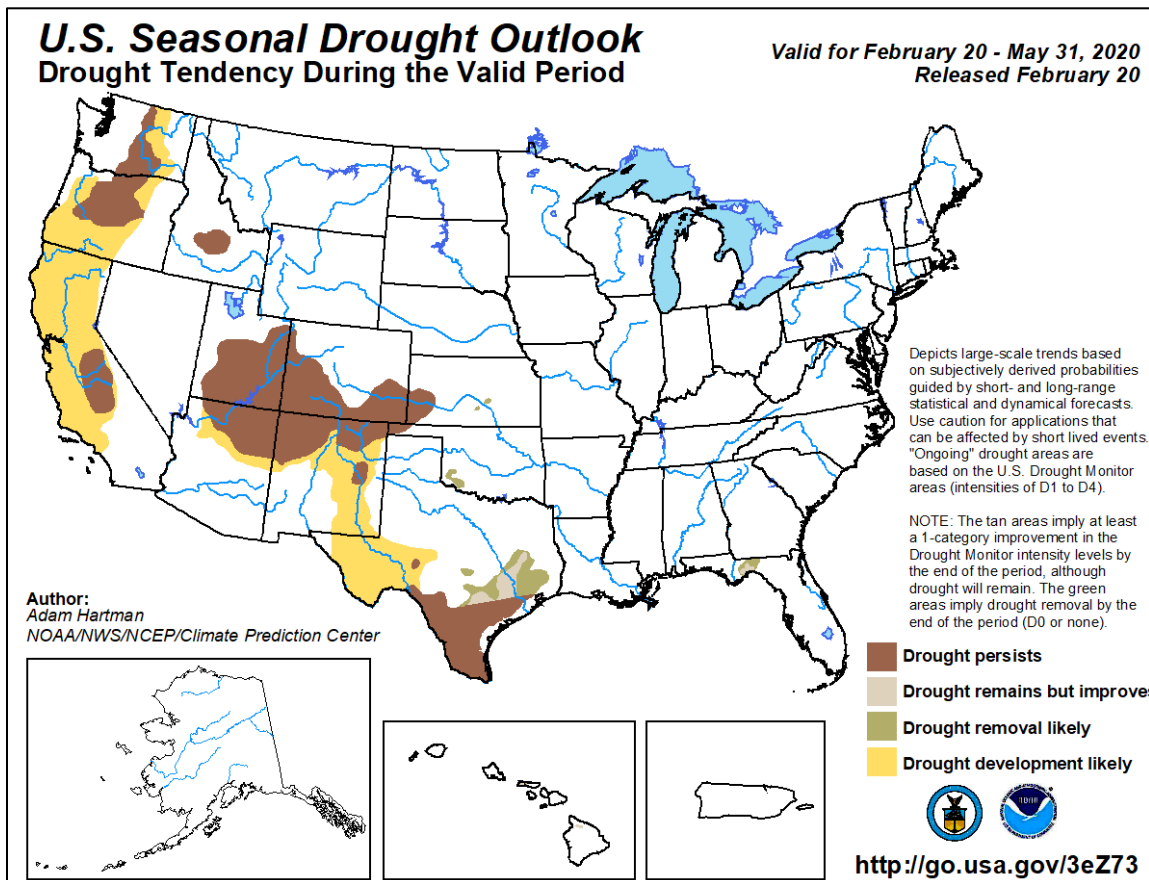 U.S. Seasonal Drought Outlook
Drought Tendency During the Valid Period
Valid for February 20 - May 31, 2020
Released February 20
Depicts large-scale trends based
on subjectively derived probabilities
guided by short- and long-range
statistical and dynamical forecasts.
Use caution for applications that
can be affected by short lived events.
"Ongoing" drought areas are
based on the U.S. Drought Monitor
areas (intensities of D1 to D4).
NOTE: The tan areas imply at least
a 1-category improvement in the
Drought Monitor intensity levels by
the end of the period, although
drought will remain. The green
areas imply drought removal by the
end of the period (D0 or none).
Author:
Adam Hartman
NOAA/NWS/NCEP/Climate Prediction Center
Drought persists
Drought remains but improves
Drought removal likely
Drought development likely
NOAA
http://go.usa.gov/3eZ73